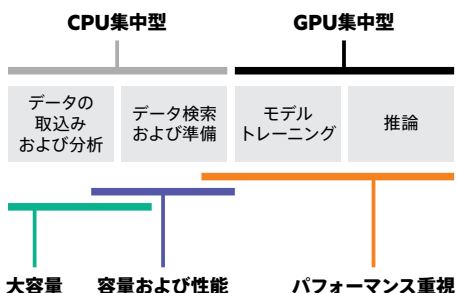 CPU集中型
GPU集中型
データの
取込み
および分析
データ検索
および準備
モデル
トレーニング
推論
大容量
容量および性能
パフォーマンス重視